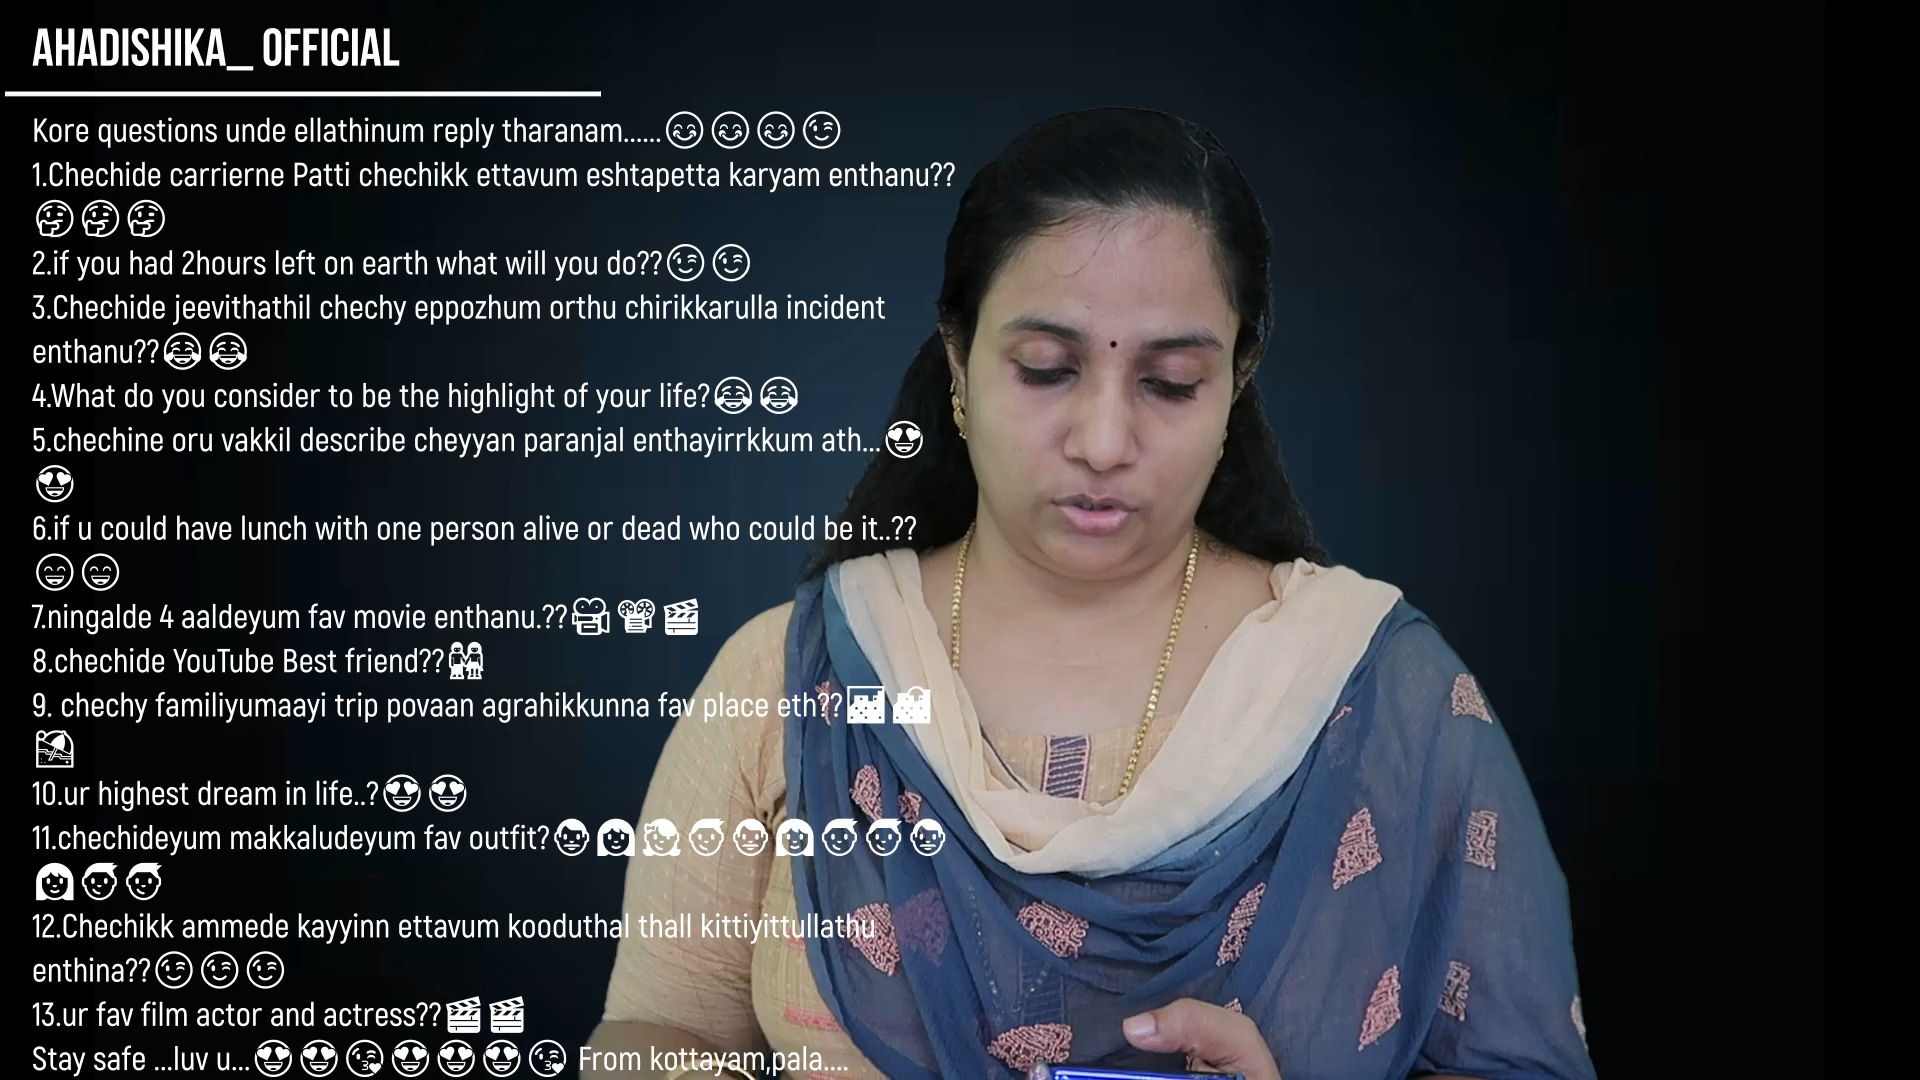 AHADISHIKA_ OFFICIAL
Kore questions unde ellathinum reply tharanam......😊😊😊😉
1.Chechide carrierne Patti chechikk ettavum eshtapetta karyam enthanu??
🤔🤔🤔
2.if you had 2hours left on earth what will you do??😉😉
3.Chechide jeevithathil chechy eppozhum orthu chirikkarulla incident
enthanu??😂😂
4.What do you consider to be the highlight of your life?😂😂
5.chechine oru vakkil describe cheyyan paranjal enthayirrkkum ath...😍
😍
6.if u could have lunch with one person alive or dead who could be it..??
😄😄
7.ningalde 4 aaldeyum fav movie enthanu.??🎥📽🎬
8.chechide YouTube Best friend??👭
9. chechy familiyumaayi trip povaan agrahikkunna fav place eth??
10.ur highest dream in life..?😍😍
11.chechideyum makkaludeyum fav outfit?
12.Chechikk ammede kayyinn ettavum kooduthal thall kittiyittullathu
enthina??😉😉😉
13.ur fav film actor and actress??🎬🎬
Stay safe ...luv u...😍😍😘😍😍😍😘 From kottayam,pala....